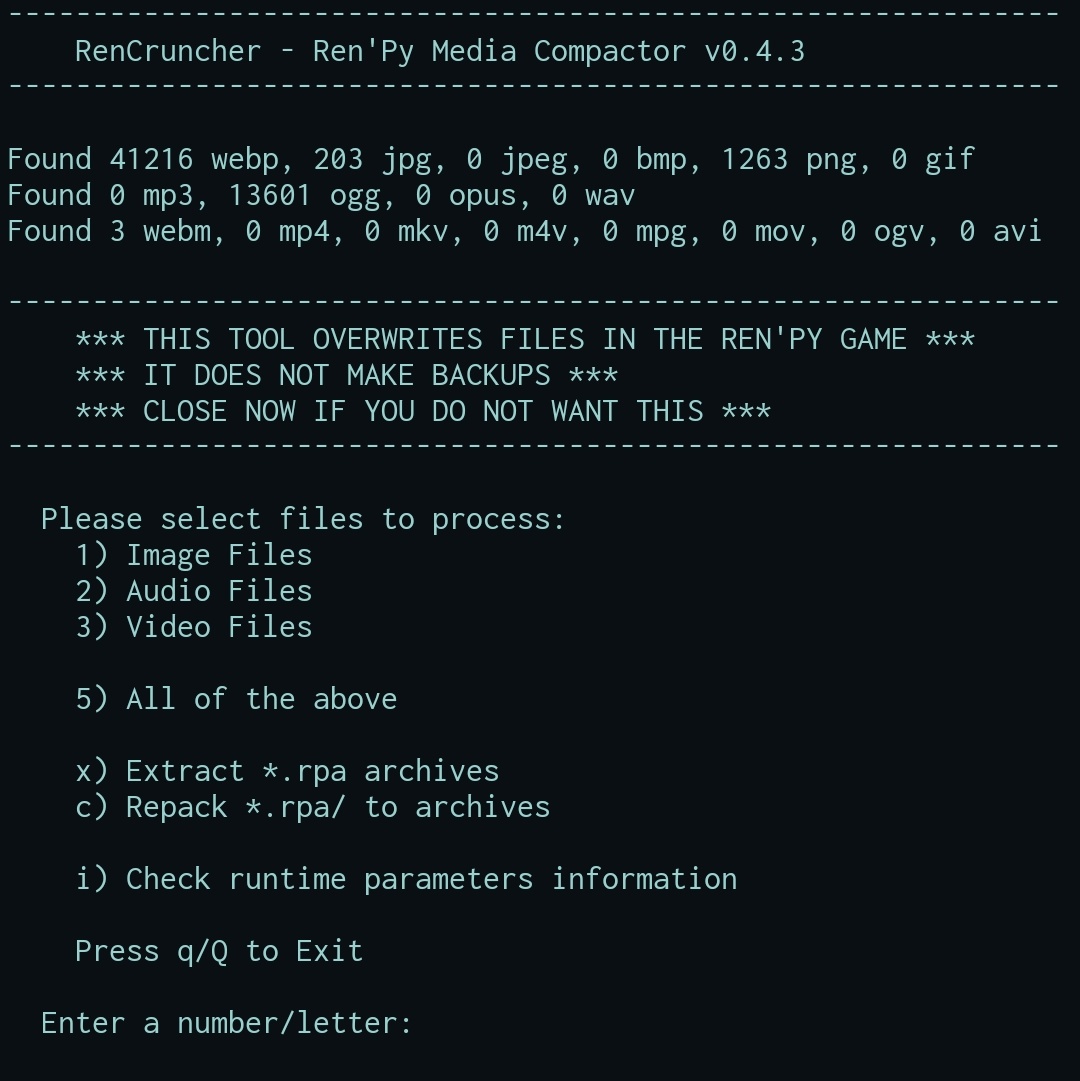 --------------------------------------------------------------
RenCruncher - Ren'Py Media Compactor v0.4.3
--------------------------------------------------------------
Found 41216 webp, 203 jpg, 0 jpeg, 0 bmp, 1263 png, 0 gif
Found 0 mp3, 13601 ogg, 0 opus, 0 wav
Found 3 webm, 0 mp4, 0 mkv, 0 m4v, 0 mpg, 0 mov, 0 ogv, 0 avi
--------------------------------------------------------------
*** THIS TOOL OVERWRITES FILES IN THE REN'PY GAME ***
*** IT DOES NOT MAKE BACKUPS ***
*** CLOSE NOW IF YOU DO NOT WANT THIS ***
--------------------------------------------------------------
Please select files to process:
1) Image Files
2) Audio Files
3) Video Files
5) All of the above
x) Extract *.rpa archives
c) Repack *.rpa/ to archives
i) Check runtime parameters information
Press q/Q to Exit
Enter a number/letter: